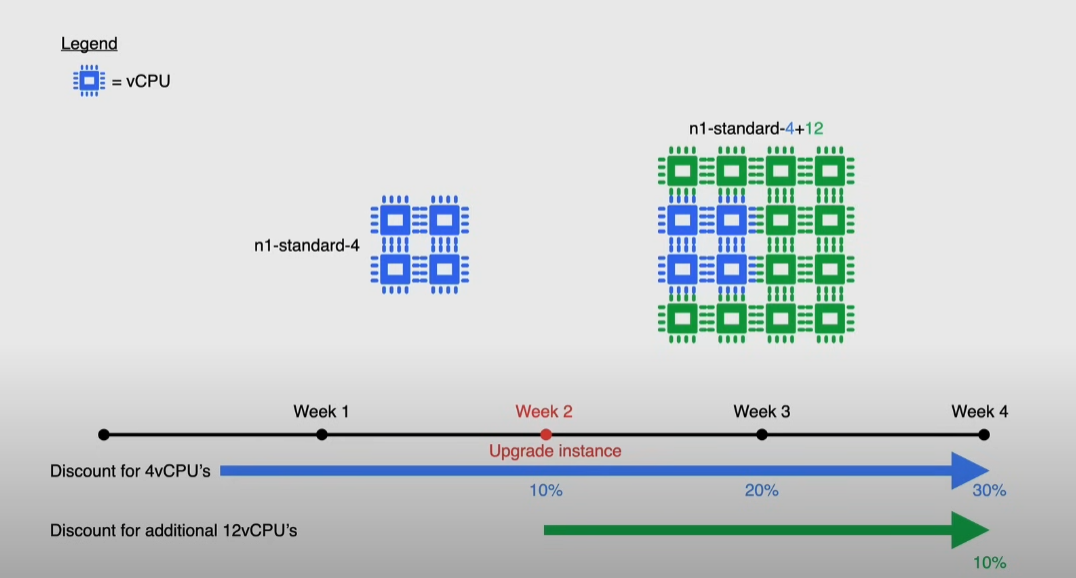 Legend
= vCPU
n1-standard-4+12
n1-standard-4
Week 1
Week 2
Week 3
Week 4
Upgrade instance
Discount for 4vCPU's
10%
20%
30%
Discount for additional 12vCPU's
10%